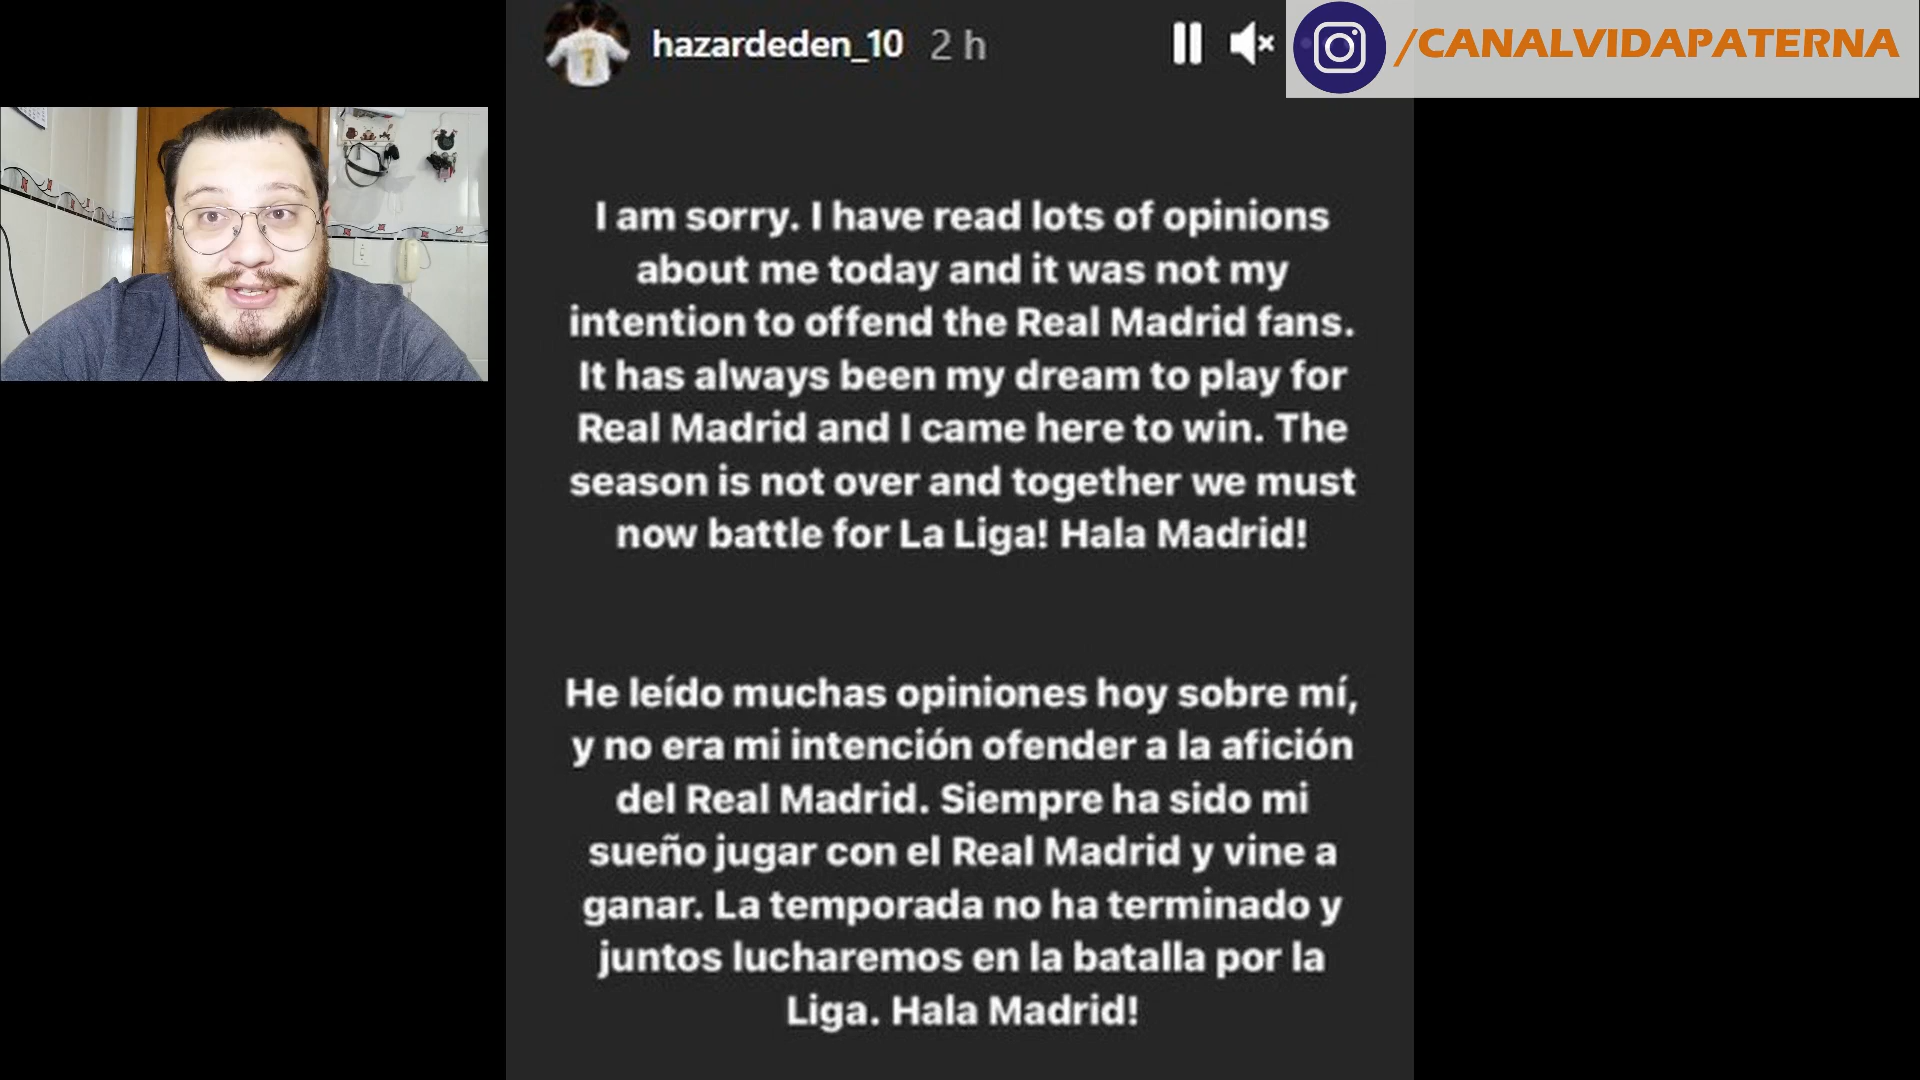 hazardeden_10 2 h
/CANALVIDAPATERNA
I am sorry. I have read lots of opinions
about me today and it was not my
intention to offend the Real Madrid fans.
It has always been my dream to play for
Real Madrid and I came here to win. The
season is not over and together we must
now battle for La Liga! Hala Madrid!
He leído muchas opiniones hoy sobre mí,
y no era mi intención ofender a la afición
del Real Madrid. Siempre ha sido mi
sueño jugar con el Real Madrid y vine a
ganar. La temporada no ha terminado y
juntos lucharemos en la batalla por la
Liga. Hala Madrid!